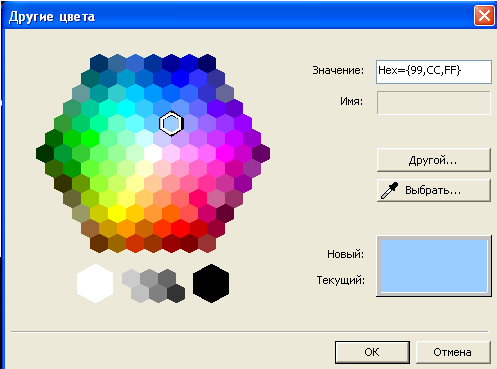 Другие цвета
Значение: Hex={99,CC,FF}
Имя:
Другой...
Выбрать...
Новый:
Текущий:
OK
Отмена